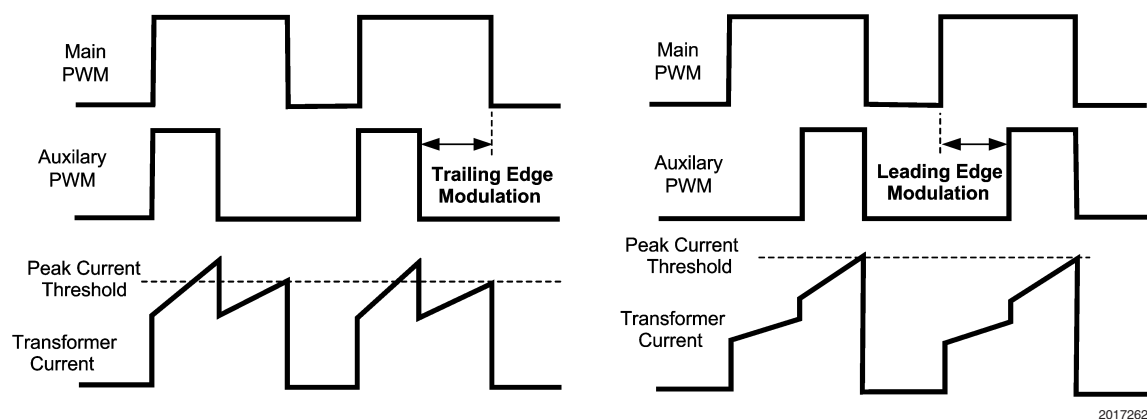 Main
PWM
Auxilary
PWM
Trailing Edge
Modulation
Peak Current
Threshold
Transformer
Current
Main
PWM
Auxilary
PWM
Leading Edge
Modulation
Peak Current
Threshold
Transformer
Current
2017262